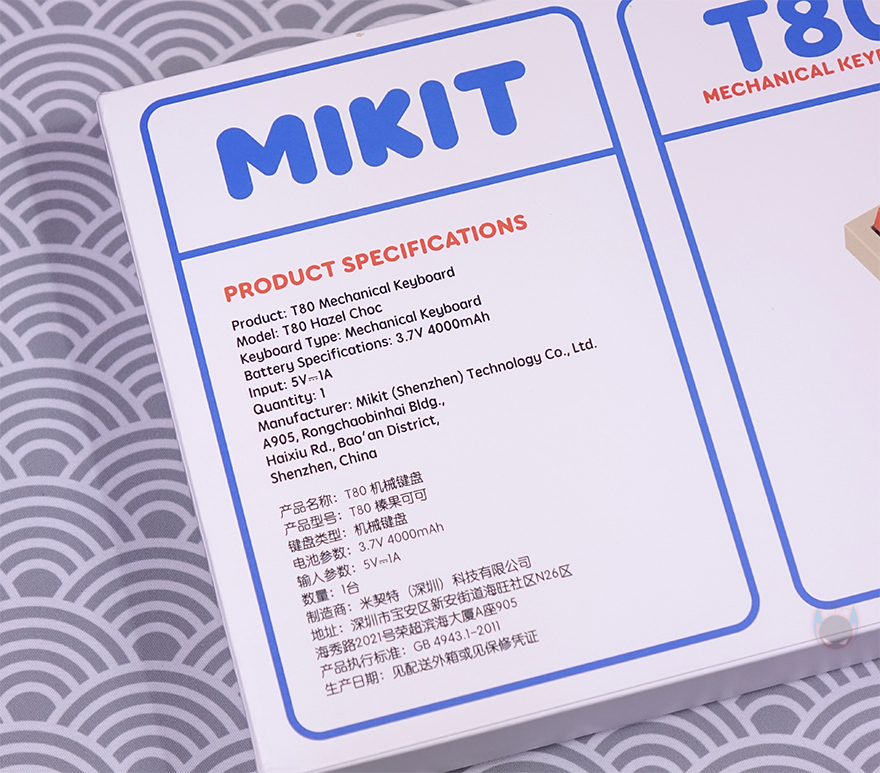 MIKIT
PRODUCT SPECIFICATIONS
Product: T80 Mechanical Keyboard
Model: T80 Hazel Choc
Keyboard Type: Mechanical Keyboard
Battery Specifications: 3.7V 4000mAh
Input: 5V⎓1A
Quantity: 1
Manufacturer: Mikit (Shenzhen) Technology Co., Ltd.
A905, Rongchaobinhai Bldg.,
Haixiu Rd., Bao'an District,
Shenzhen, China
产品名称：T80 机械键盘
产品型号：T80 榛果可可
键盘类型：机械键盘
电池参数：3.7V 4000mAh
输入参数：5V⎓1A
数量：1台
制造商：米契特（深圳）科技有限公司
地址：深圳市宝安区新安街道海旺社区N26区
海秀路2021号荣超滨海大厦A座905
产品执行标准：GB 4943.1-2011
生产日期：见配送外箱或见保修凭证
T80
MECHANICAL